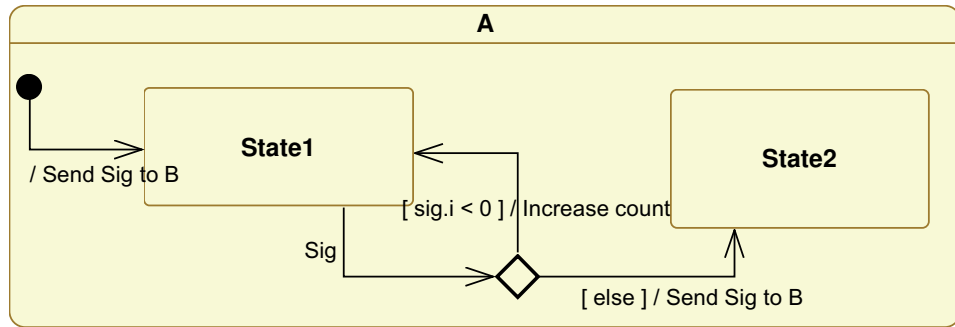 A
State1
State2
/ Send Sig to B
[ sig.i < 0 ] / Increase count
Sig
[ else ] / Send Sig to B